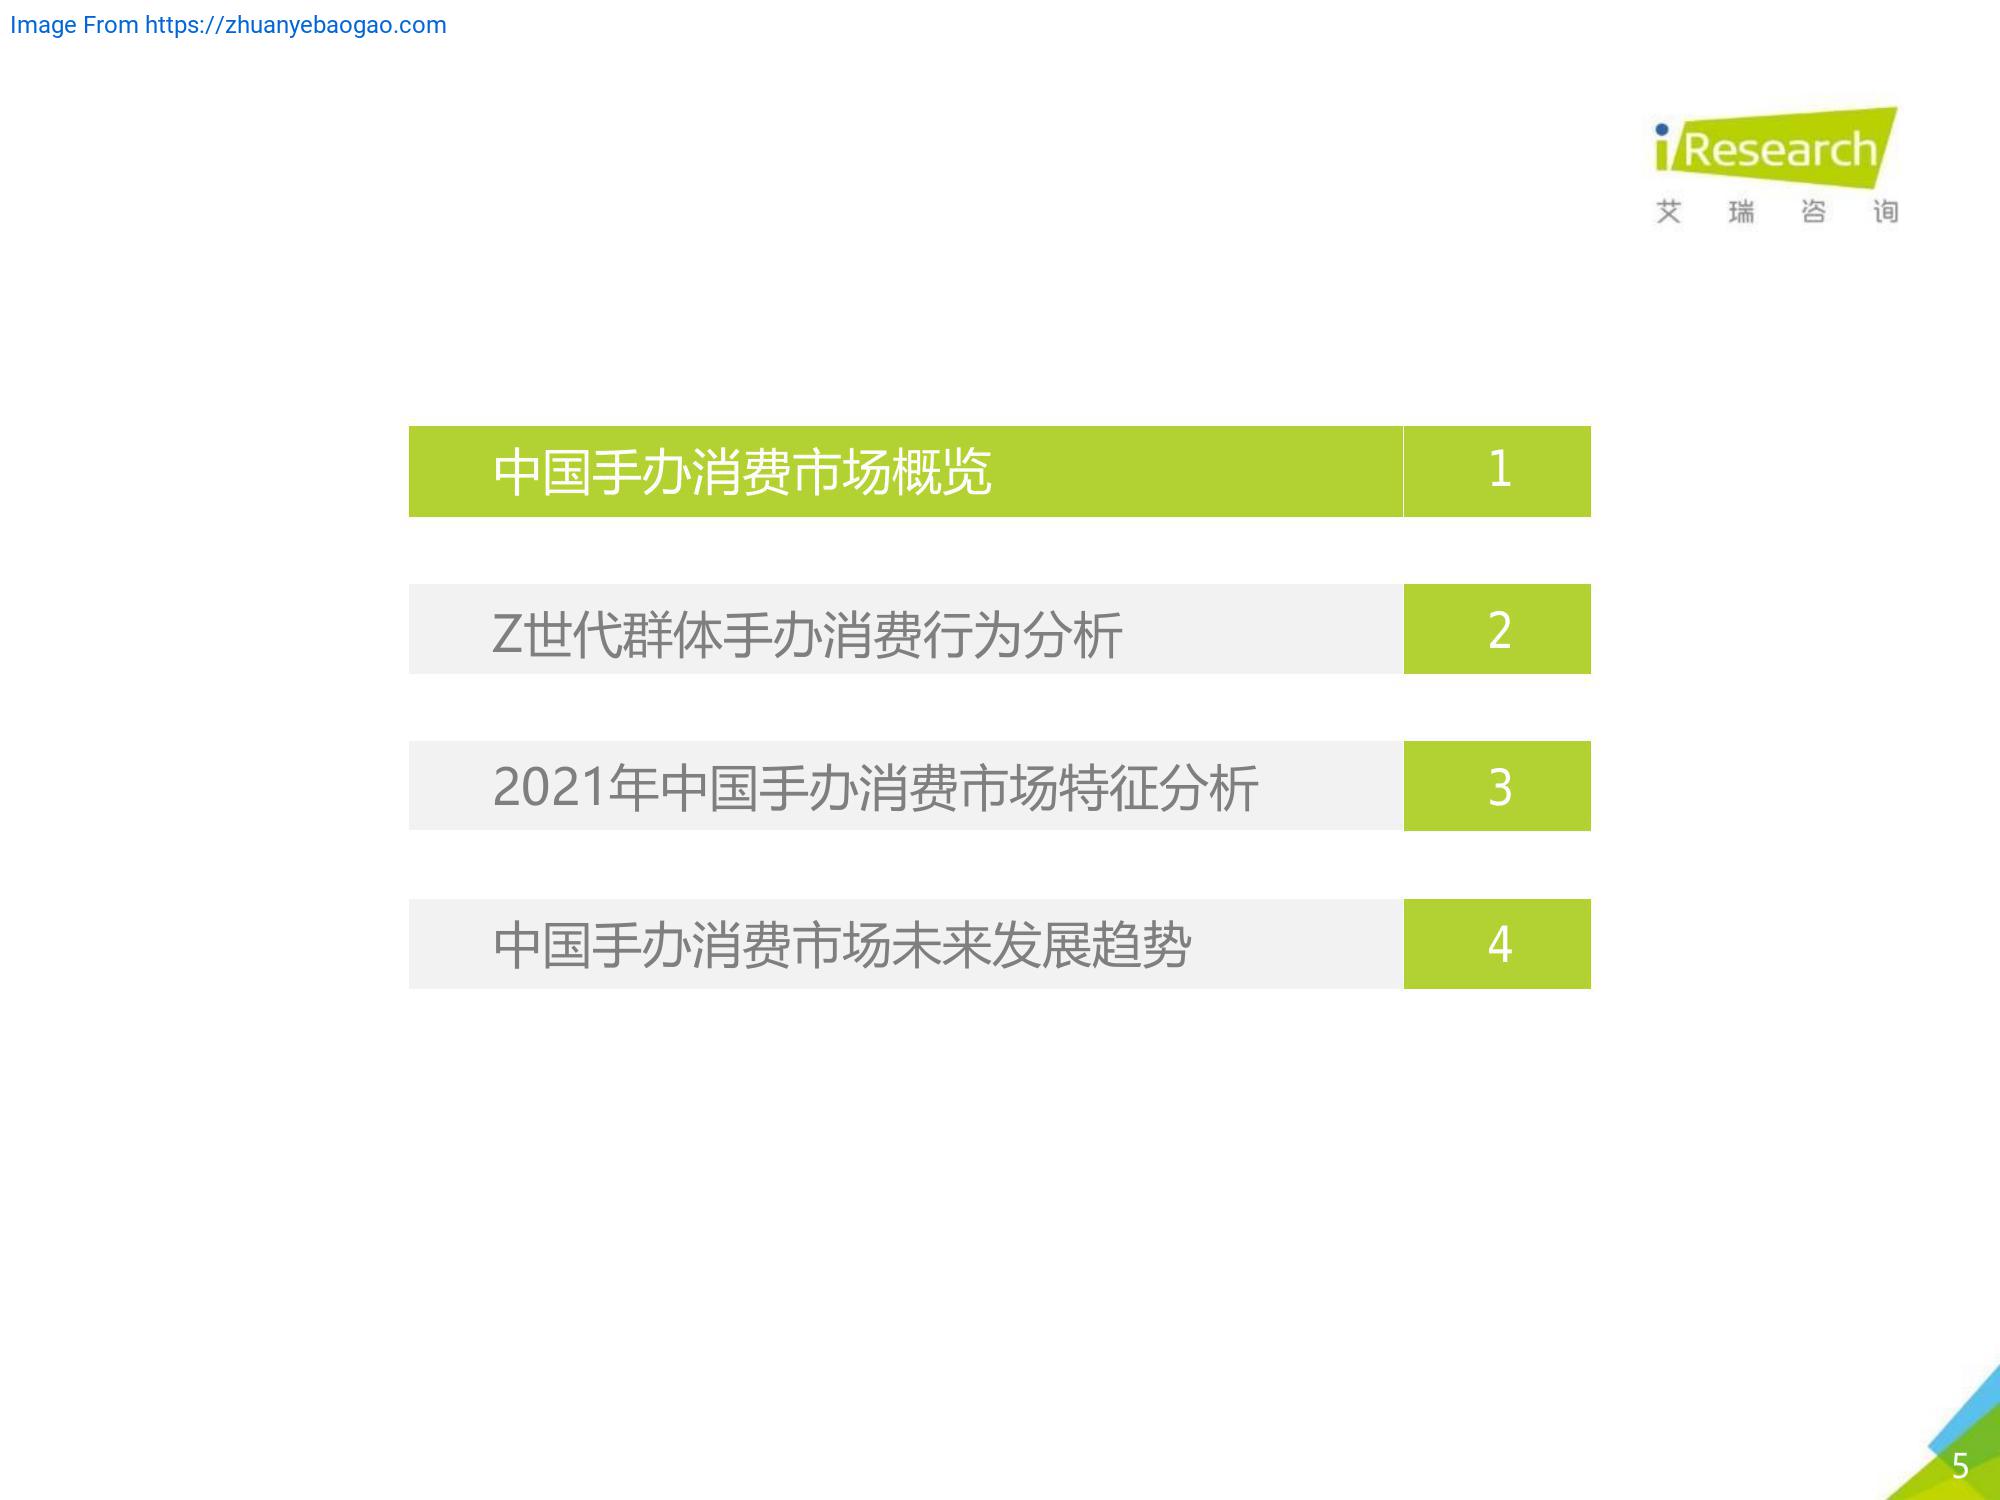 Image From https://zhuanyebaogao.com
iResearch
艾瑞咨询
中国手办消费市场概览 1
Z世代群体手办消费行为分析 2
2021年中国手办消费市场特征分析 3
中国手办消费市场未来发展趋势 4
5